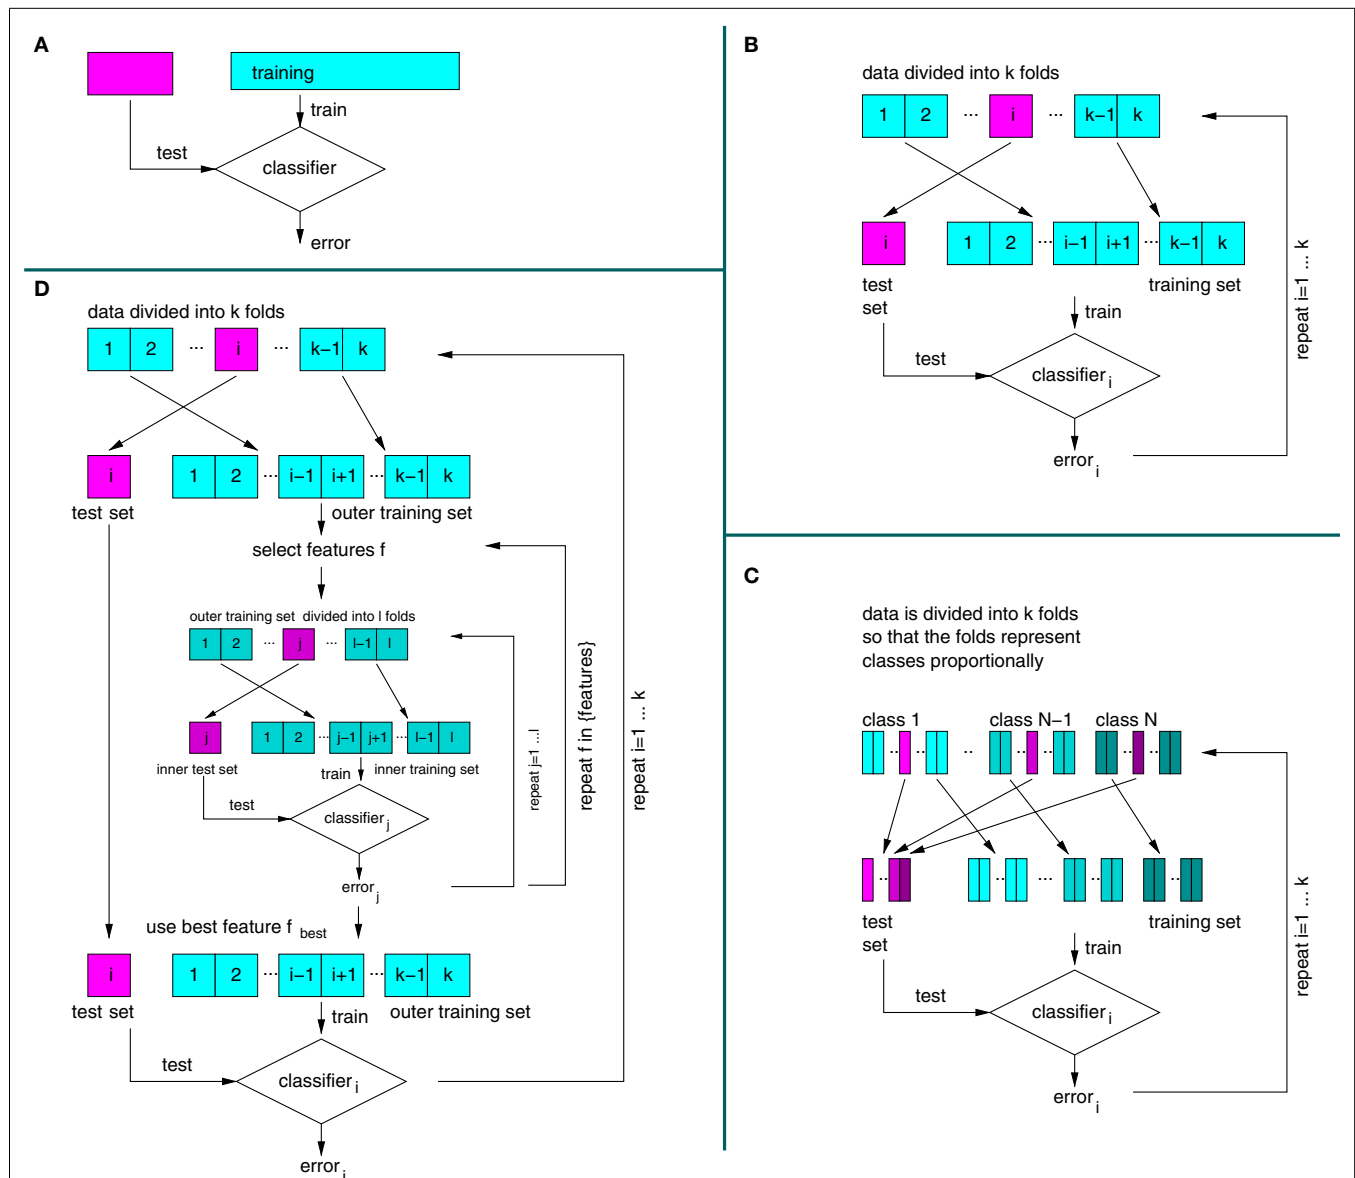 A
training
train
test
classifier
error
B
data divided into k folds
1 2 ... i ... k−1 k
i 1 2 ... i−1 i+1 ... k−1 k
test set
training set
train
test
classifier i
error i
repeat i=1 ... k
C
data is divided into k folds
so that the folds represent
classes proportionally
class 1 class N−1 class N
test set
training set
train
test
classifier i
error i
repeat i=1 ... k
D
data divided into k folds
1 2 ... i ... k−1 k
i 1 2 ... i−1 i+1 ... k−1 k
test set outer training set
select features f
outer training set divided into l folds
1 2 ... j ... l−1 l
j 1 2 ... j−1 j+1 ... l−1 l
inner test set inner training set
train
test
classifier j
error j
repeat j=1 ...l
repeat f in {features}
repeat i=1 ... k
use best feature f best
i 1 2 ... i−1 i+1 ... k−1 k
test set outer training set
train
test
classifier i
error i